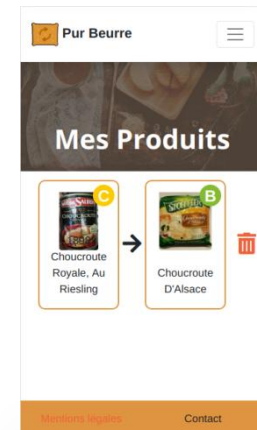 Pur Beurre
Mes Produits
C
B
Choucroute
Royale, Au
Riesling
Choucroute
D'Alsace
Mentions légales
Contact